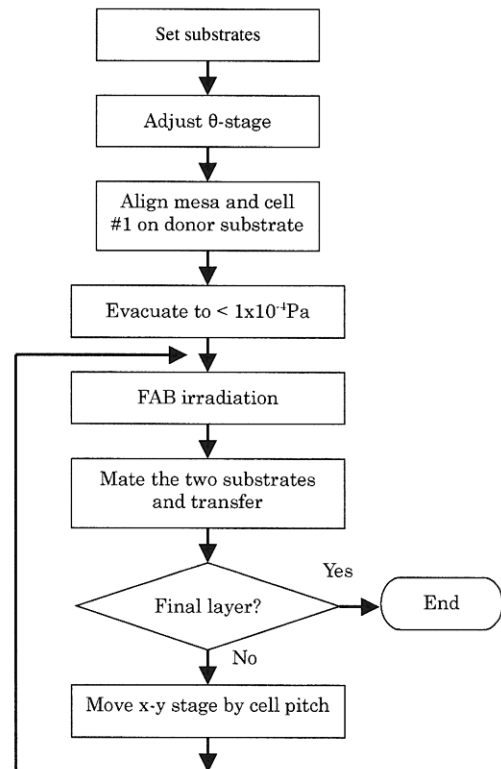 Set substrates
Adjust θ-stage
Align mesa and cell
#1 on donor substrate
Evacuate to < 1x10⁻⁴Pa
FAB irradiation
Mate the two substrates
and transfer
Final layer?
Yes
End
No
Move x-y stage by cell pitch